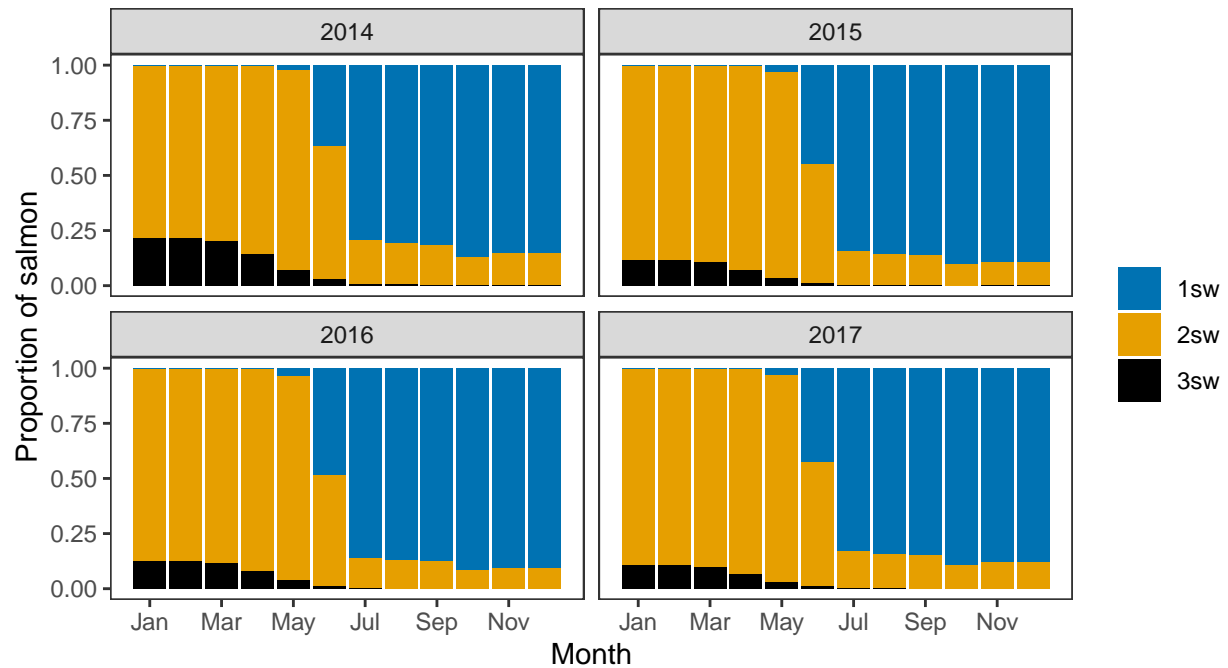 2014
2015
1.00
0.75
0.50
0.25
0.00
2016
2017
1.00
0.75
0.50
0.25
0.00
Jan Mar May Jul Sep Nov
Jan Mar May Jul Sep Nov
Month
Proportion of salmon
1sw
2sw
3sw